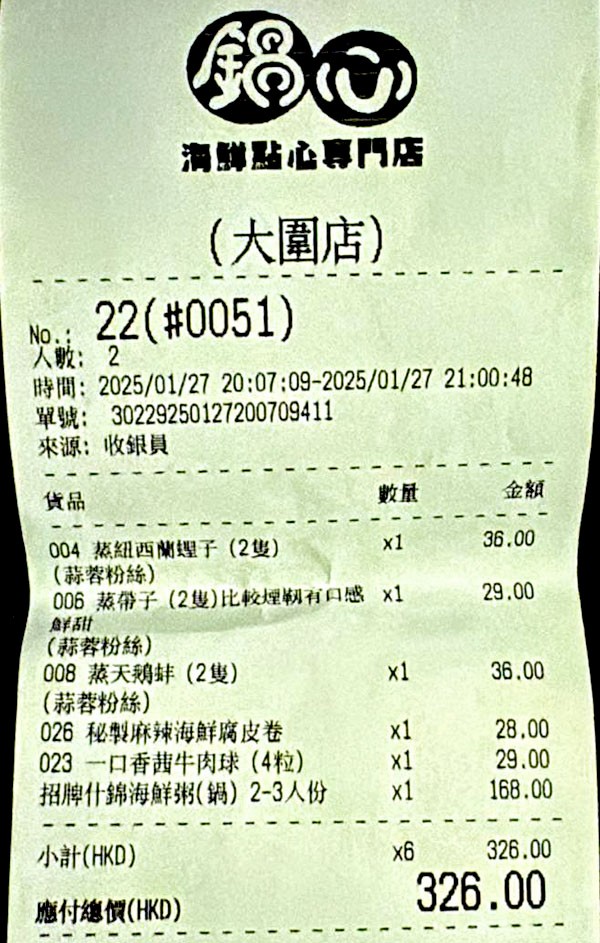 鍋心
海鮮點心專門店
(大圍店)
No.: 22(#0051)
人數: 2
時間: 2025/01/27 20:07:09-2025/01/27 21:00:48
單號: 30229250127200709411
來源: 收銀員
貨品 數量 金額
004 蒸紐西蘭蟶子 (2隻) x1 36.00
(蒜蓉粉絲)
006 蒸帶子 (2隻)比較煙韌有口感 x1 29.00
鮮甜
(蒜蓉粉絲)
008 蒸天鵝蚌 (2隻) x1 36.00
(蒜蓉粉絲)
026 秘製麻辣海鮮腐皮卷 x1 28.00
023 一口香茜牛肉球 (4粒) x1 29.00
招牌什錦海鮮粥(鍋) 2-3人份 x1 168.00
小計(HKD) x6 326.00
應付總價(HKD) 326.00